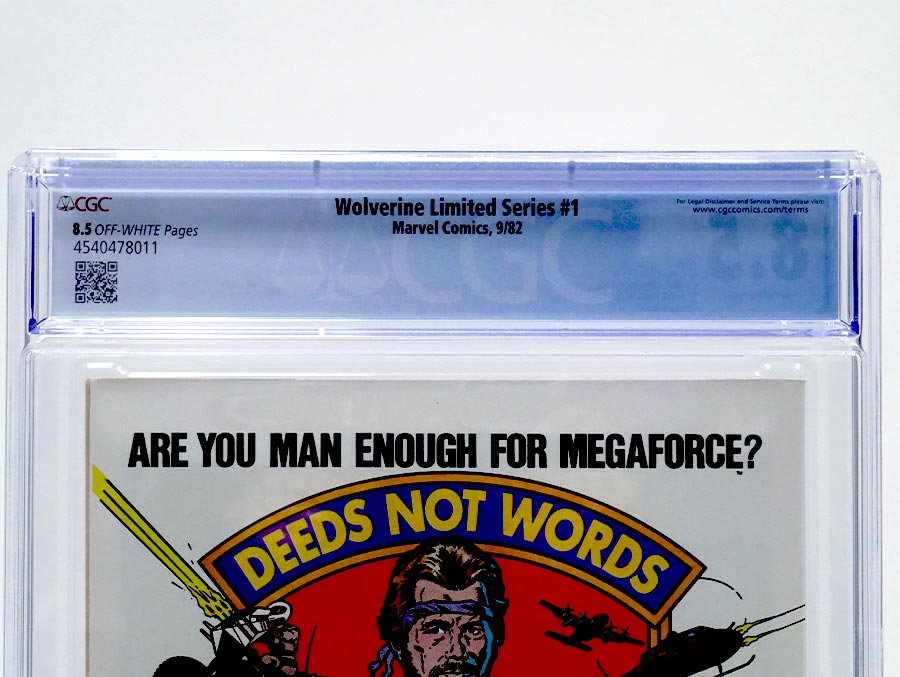 CGC
Wolverine Limited Series #1
For Legal Disclaimer and Service Terms please visit:
www.cgccomics.com/terms
8.5 OFF-WHITE Pages
Marvel Comics, 9/82
4540478011
CGC
ARE YOU MAN ENOUGH FOR MEGAFORCE?
DEEDS NOT WORDS